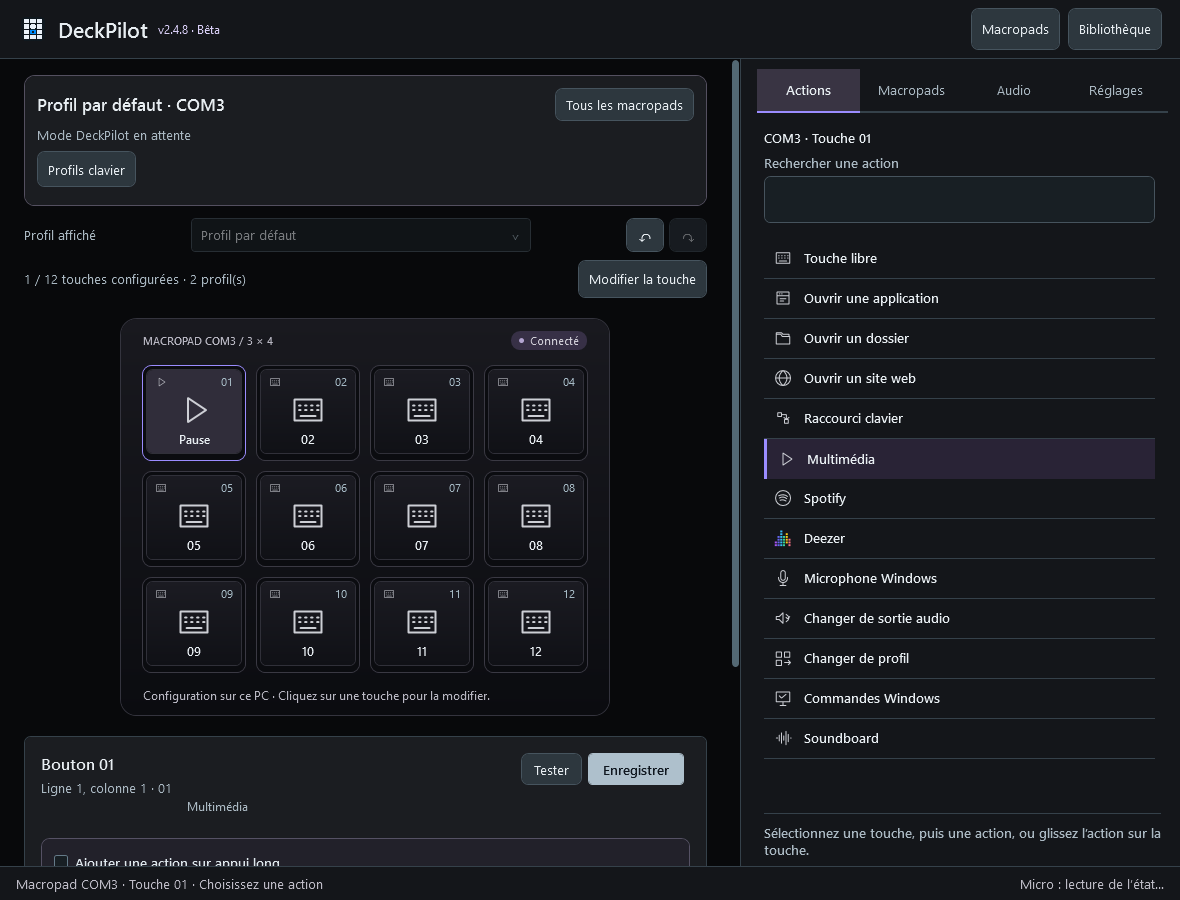 DeckPilot v2.4.8 · Bêta
Macropads
Bibliothèque
Profil par défaut · COM3
Tous les macropads
Mode DeckPilot en attente
Profils clavier
Profil affiché
Profil par défaut
1 / 12 touches configurées · 2 profil(s)
Modifier la touche
MACROPAD COM3 / 3 × 4
Connecté
01
Pause
02
02
03
03
04
04
05
05
06
06
07
07
08
08
09
09
10
10
11
11
12
12
Configuration sur ce PC · Cliquez sur une touche pour la modifier.
Bouton 01
Tester
Enregistrer
Ligne 1, colonne 1 · 01
Multimédia
Ajouter une action sur appui long
Actions
Macropads
Audio
Réglages
COM3 · Touche 01
Rechercher une action
Touche libre
Ouvrir une application
Ouvrir un dossier
Ouvrir un site web
Raccourci clavier
Multimédia
Spotify
Deezer
Microphone Windows
Changer de sortie audio
Changer de profil
Commandes Windows
Soundboard
Sélectionnez une touche, puis une action, ou glissez l'action sur la
touche.
Macropad COM3 · Touche 01 · Choisissez une action
Micro : lecture de l'état...